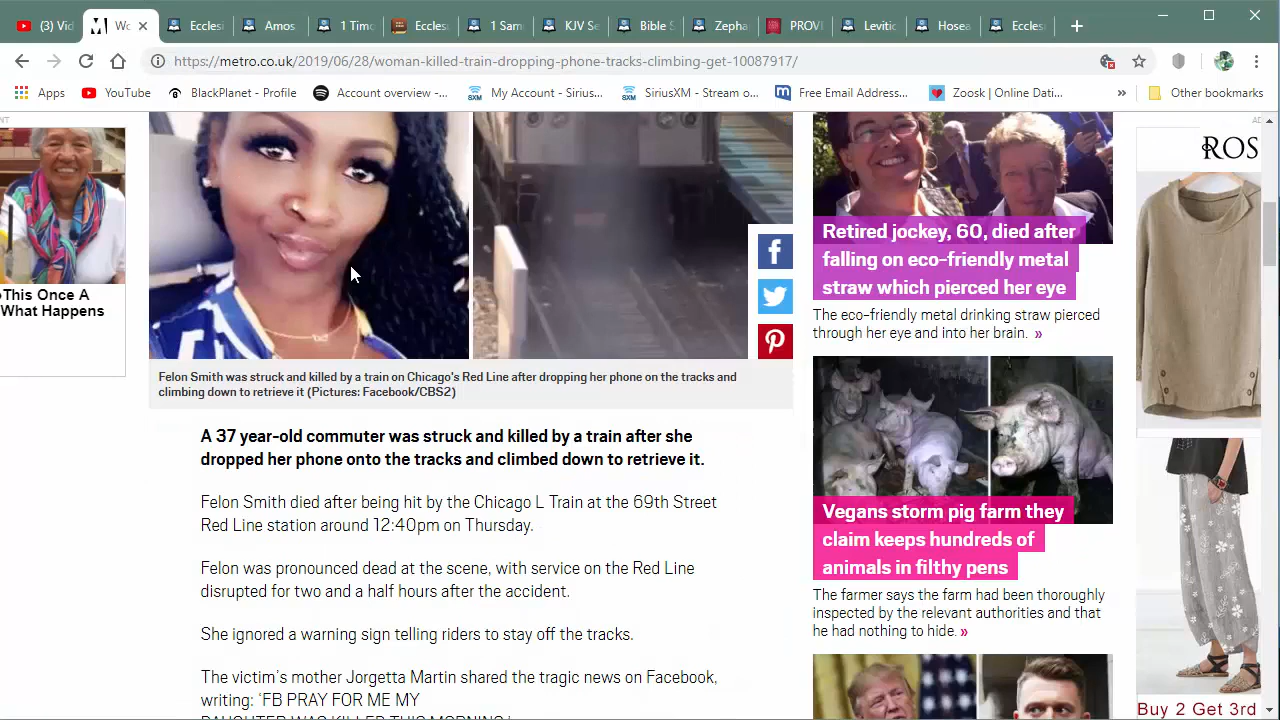 (3) Vid
Wo
Ecclesi
Amos
1 Timo
Eccles
1 Sam
KJV Se
Bible S
Zepha
PROV
Leviti
Hosea
Eccles
https://metro.co.uk/2019/06/28/woman-killed-train-dropping-phone-tracks-climbing-get-10087917/
Apps
YouTube
BlackPlanet - Profile
Account overview -...
My Account - Sirius...
SiriusXM - Stream o...
Free Email Address...
Zoosk | Online Dati...
»
Other bookmarks
NT
This Once A
What Happens
Felon Smith was struck and killed by a train on Chicago's Red Line after dropping her phone on the tracks and
climbing down to retrieve it (Pictures: Facebook/CBS2)
A 37 year-old commuter was struck and killed by a train after she
dropped her phone onto the tracks and climbed down to retrieve it.
Felon Smith died after being hit by the Chicago L Train at the 69th Street
Red Line station around 12:40pm on Thursday.
was pronounced dead at the scene, with service on the Red Line
disrupted for two and a half hours after the accident.
She ignored a warning sign telling riders to stay off the tracks.
The victim's mother Jorgetta Martin shared the tragic news on Facebook,
writing: 'FB PRAY FOR ME MY
DAUGHTER WAS KILLED THIS MORNING.'
Retired jockey, 60, died after
falling on eco-friendly metal
straw which pierced her eye
The eco-friendly metal drinking straw pierced
through her eye and into her brain. »
Vegans storm pig farm they
claim keeps hundreds of
animals in filthy pens
The farmer says the farm had been thoroughly
inspected by the relevant authorities and that
he had nothing to hide. »
AD
ROS
Buy 2 Get 3rd